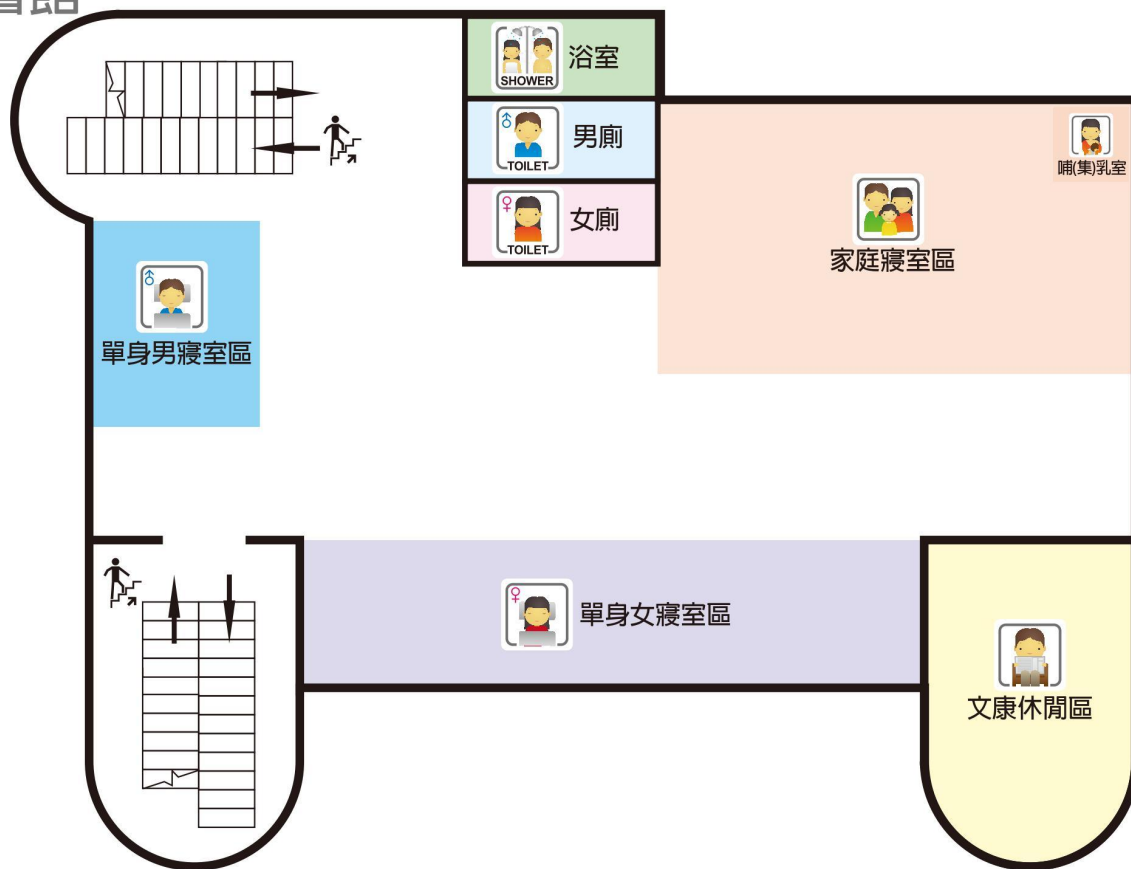 浴室
SHOWER
男廁
TOILET
女廁
TOILET
哺(集)乳室
家庭寢室區
單身男寢室區
單身女寢室區
文康休閒區